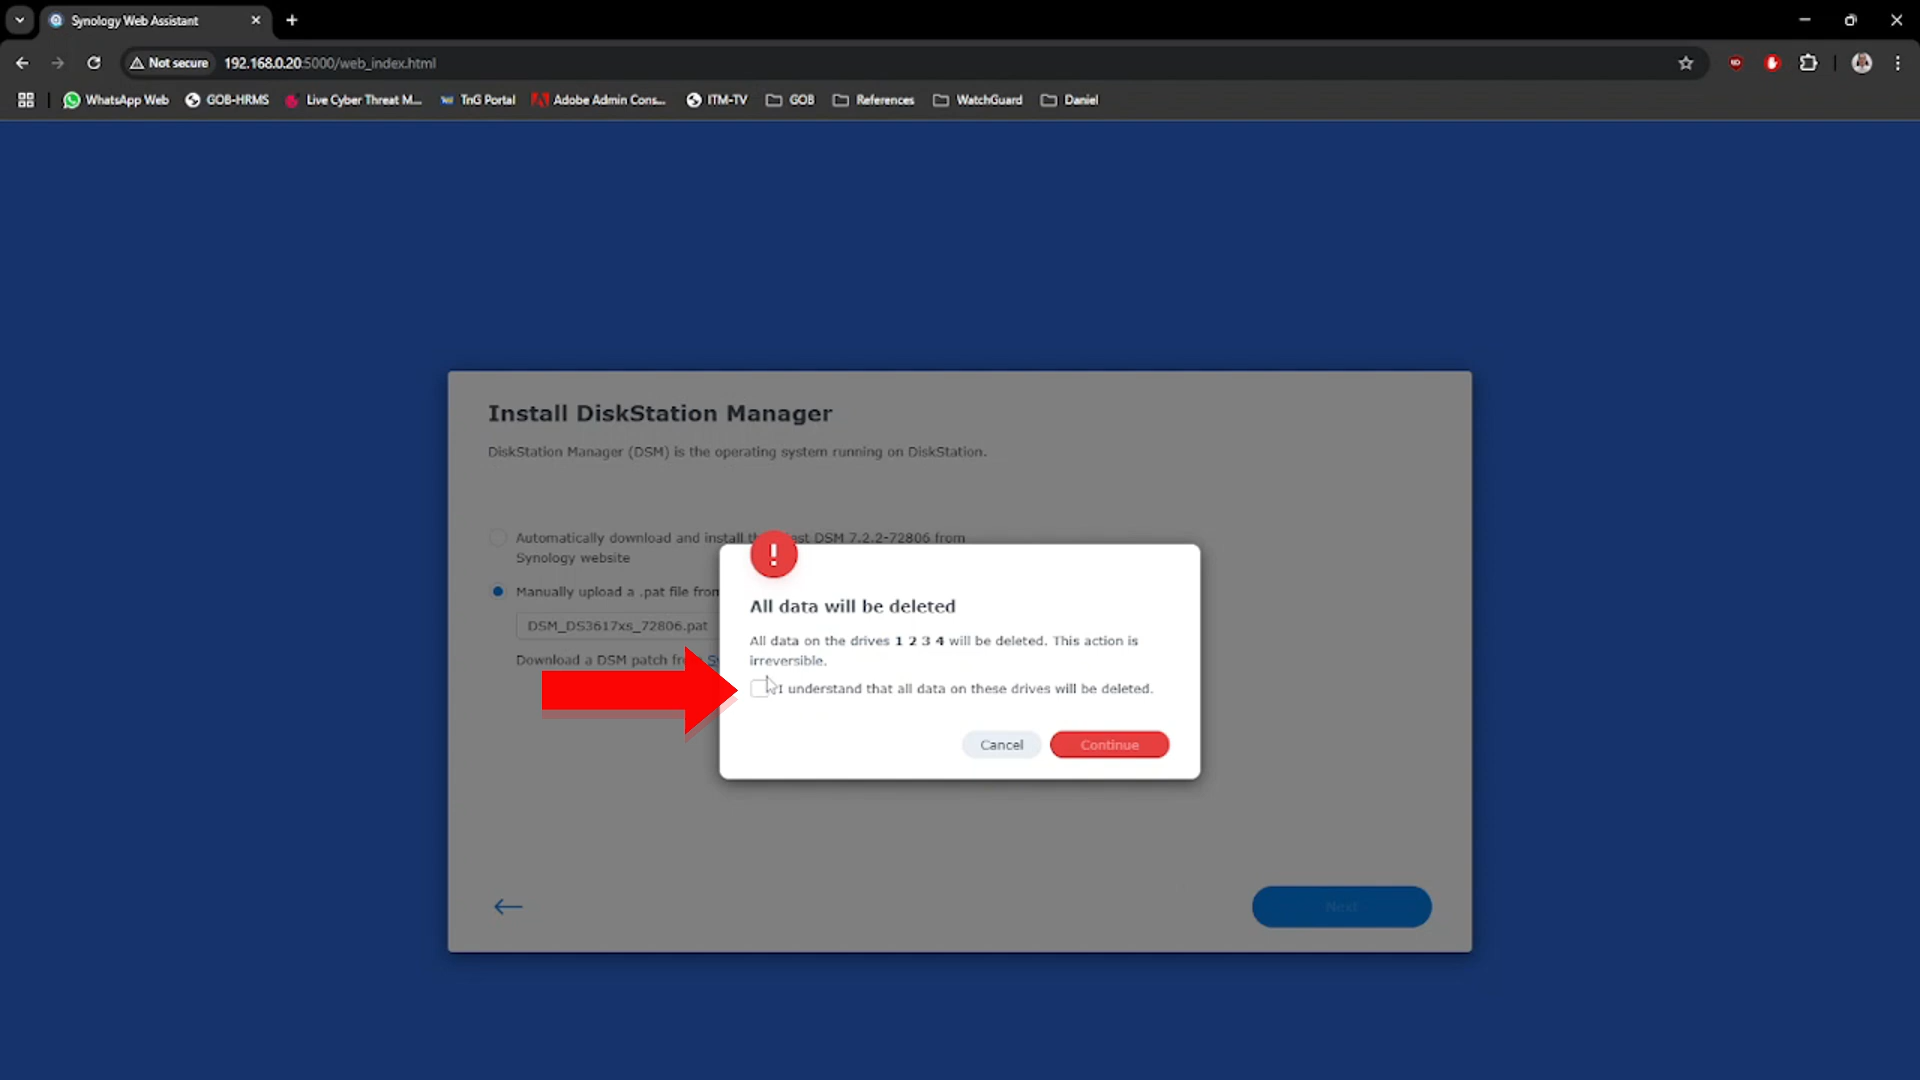 Synology Web Assistant
Not secure
192.168.0.20:5000/web_index.html
WhatsApp Web
GOB-HRMS
Live Cyber Threat M...
TnG Portal
Adobe Admin Cons...
ITM-TV
GOB
References
WatchGuard
Daniel
Install DiskStation Manager
DiskStation Manager (DSM) is the operating system running on DiskStation.
Automatically download and install th st DSM 7.2.2-72806 from
Synology website
Manually upload a .pat file from
DSM_DS3617xs_72806.pat
Download a DSM patch from
!
All data will be deleted
All data on the drives 1 2 3 4 will be deleted. This action is
irreversible.
I understand that all data on these drives will be deleted.
Cancel
Continue
Next